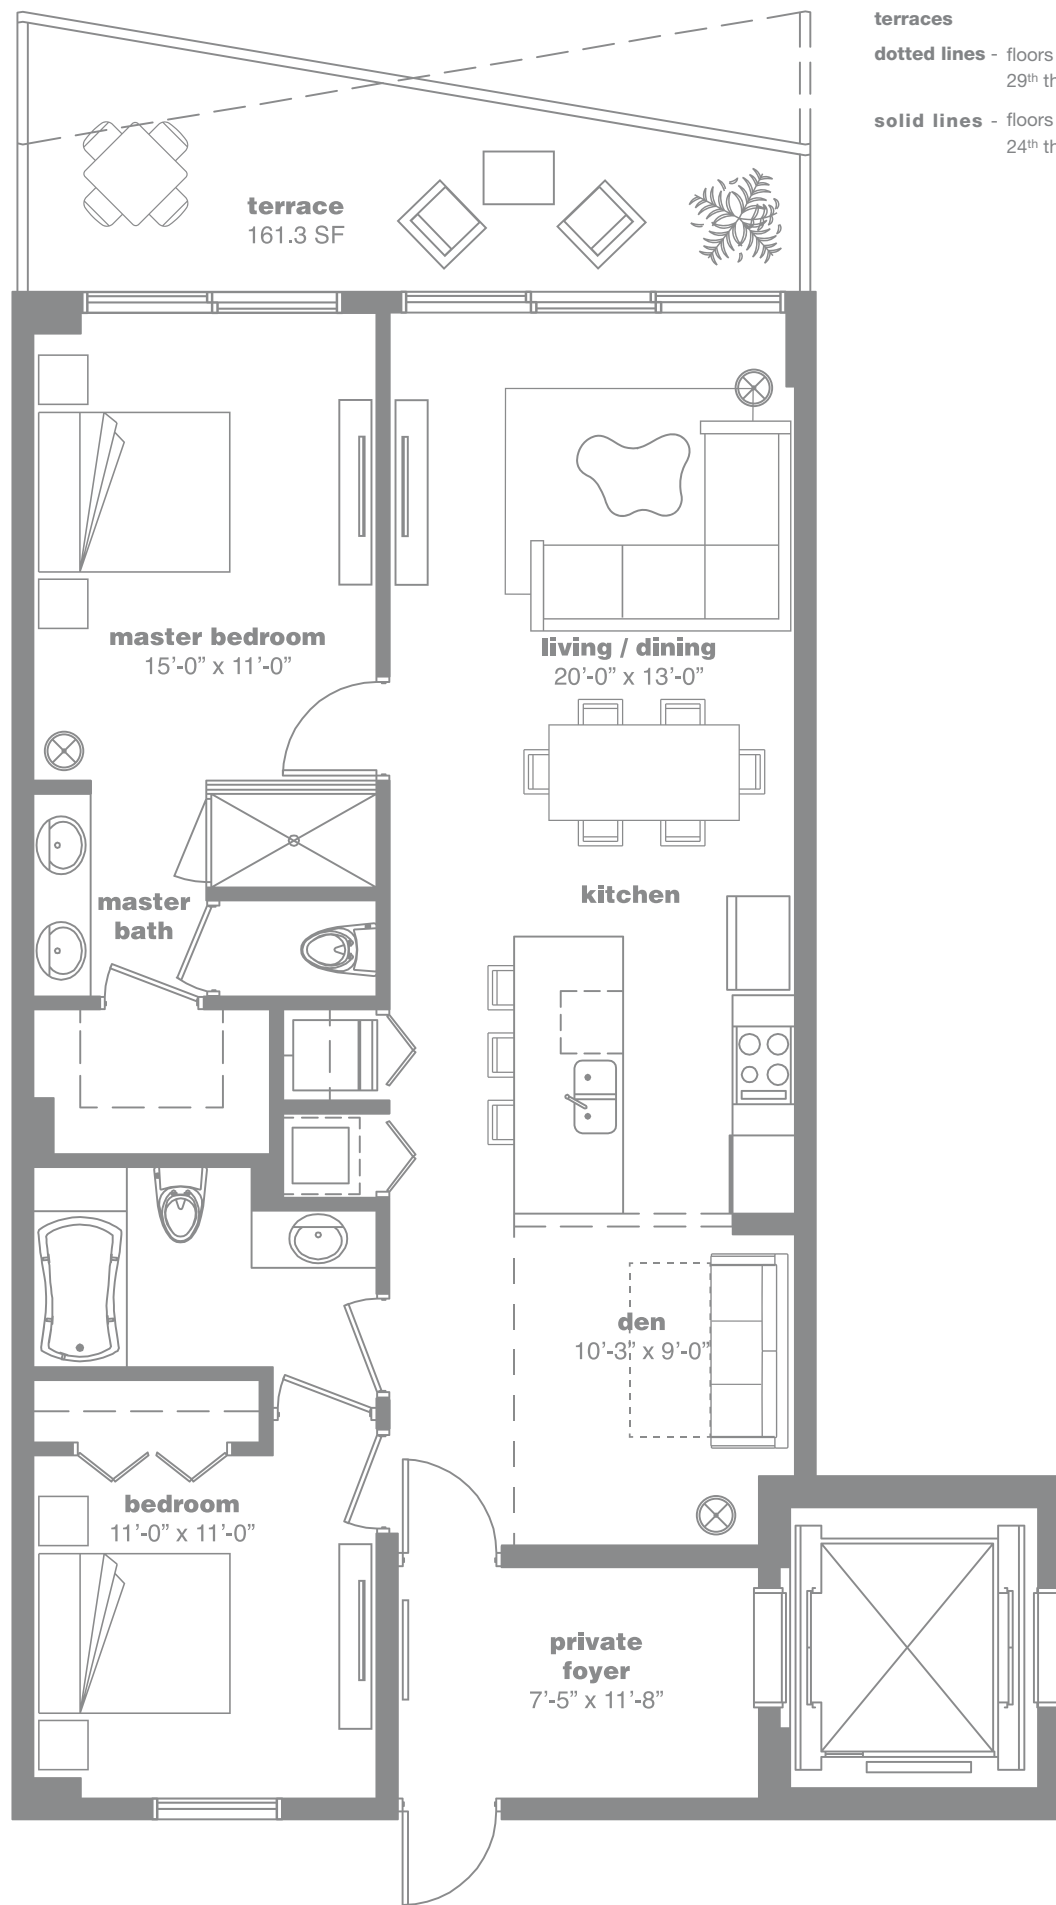 terraces
dotted lines - floors
29th th
solid lines - floors
24th th
terrace
161.3 SF
master bedroom
15’-0” x 11’-0”
living / dining
20’-0” x 13’-0”
kitchen
master
bath
den
10’-3” x 9’-0”
bedroom
11’-0” x 11’-0”
private
foyer
7’-5” x 11’-8”